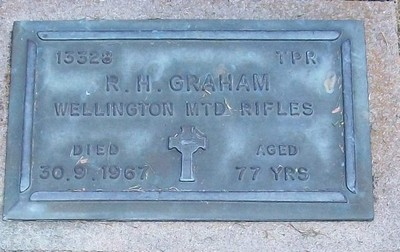 13328 TPR
R. H. GRAHAM
WELLINGTON MTD RIFLES
DIED AGED
30.9.1967 77 YRS